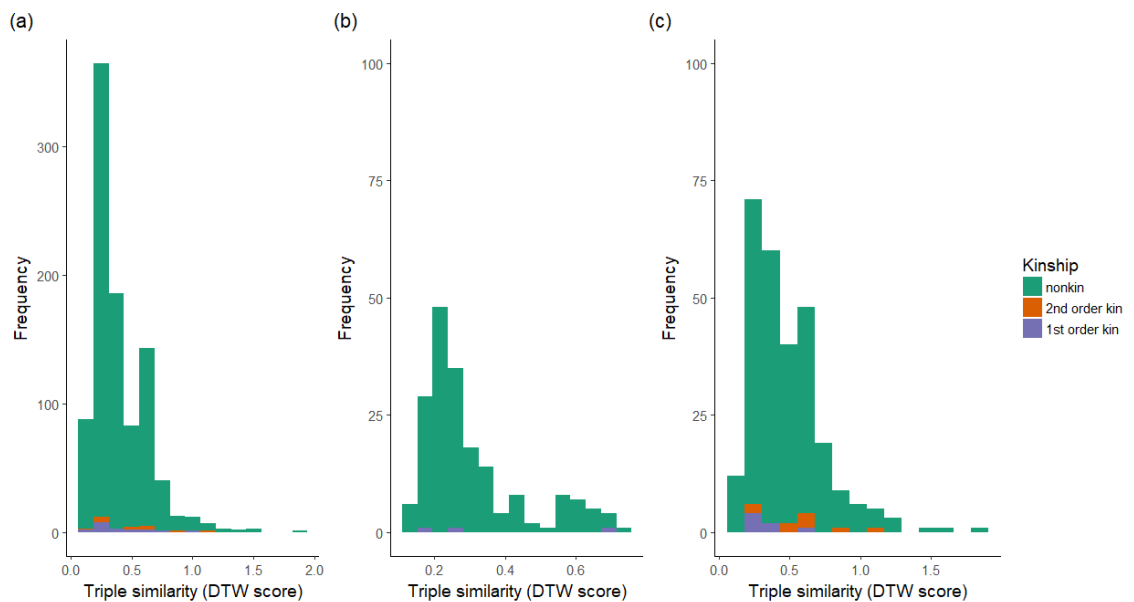 (a)
(b)
(c)
Frequency
300
200
100
0
0.0 0.5 1.0 1.5 2.0
Triple similarity (DTW score)
Frequency
100
75
50
25
0
0.2 0.4 0.6
Triple similarity (DTW score)
Frequency
100
75
50
25
0
0.0 0.5 1.0 1.5
Triple similarity (DTW score)
Kinship
nonkin
2nd order kin
1st order kin